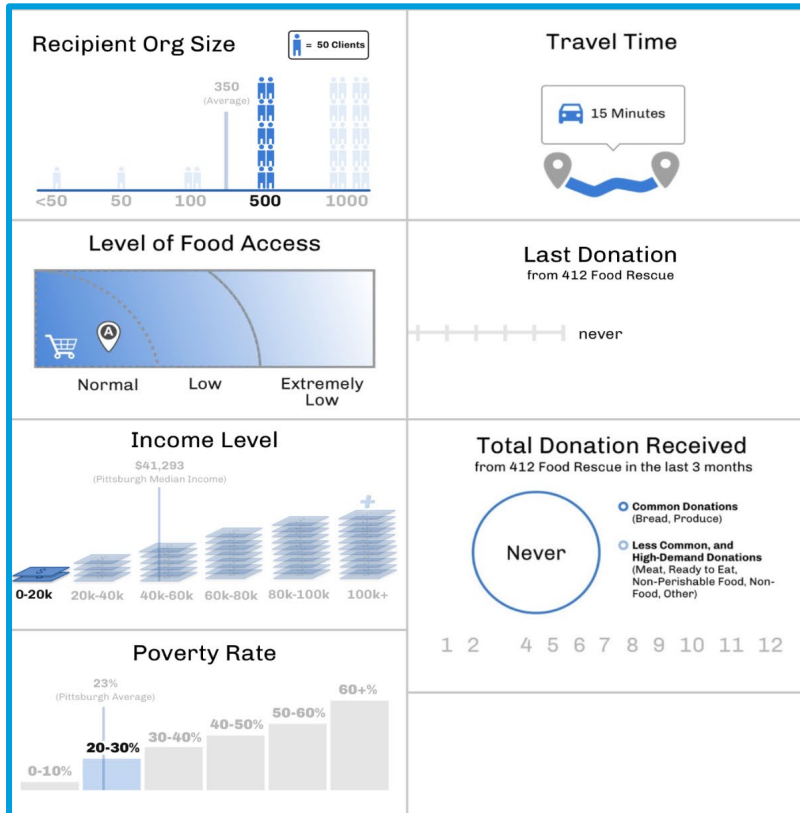 Recipient Org Size
= 50 Clients
350
(Average)
<50 50 100 500 1000
Travel Time
15 Minutes
Level of Food Access
A
Normal Low Extremely
Low
Last Donation
from 412 Food Rescue
never
Income Level
$41,293
(Pittsburgh Median Income)
+
0-20k 20k-40k 40k-60k 60k-80k 80k-100k 100k+
Total Donation Received
from 412 Food Rescue in the last 3 months
Never
Common Donations
(Bread, Produce)
Less Common, and
High-Demand Donations
(Meat, Ready to Eat,
Non-Perishable Food, Non-
Food, Other)
1 2 4 5 6 7 8 9 10 11 12
Poverty Rate
23%
(Pittsburgh Average)
0-10% 20-30% 30-40% 40-50% 50-60% 60+%